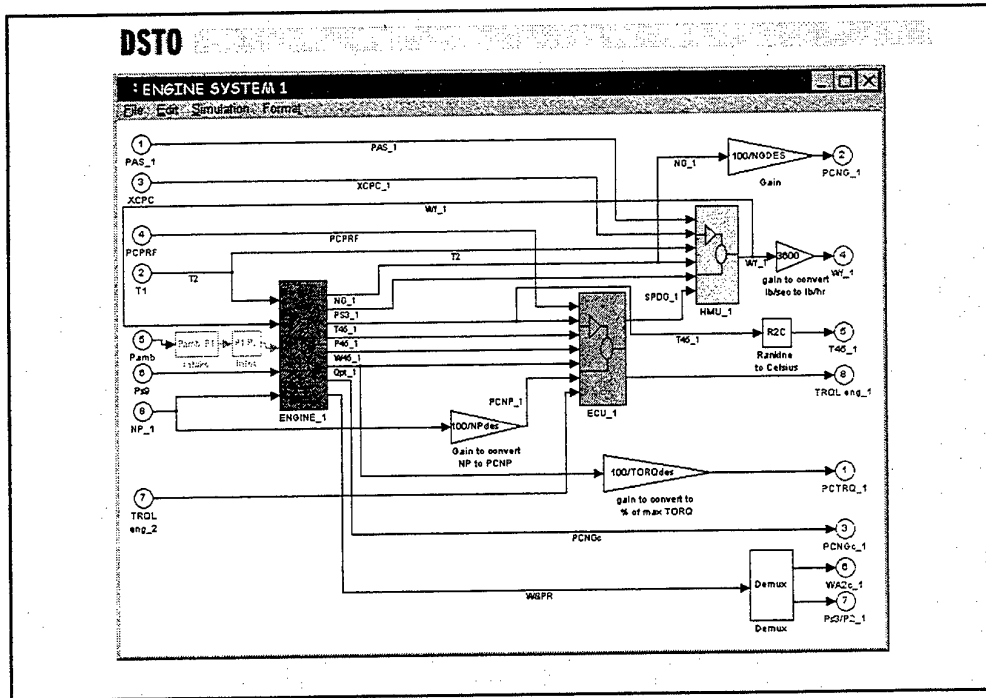 DSTO
: ENGINE SYSTEM 1
File Edit Simulation Format
1
PAS_1
3
XCPC
4
PCPRF
2
T1
5
Pamb
6
Ps9
8
NP_1
7
TRQL
eng_2
PAS_1
XCPC_1
Wf_1
PCPRF
T2
T2
Pamb P1
ENGINE_1
NG_1
PS3_1
T45_1
P45_1
W45_1
Qpt_1
100/NPdes
Gain to convert
NP to PCNP
PCNP_1
ECU_1
SPDG_1
HMU_1
NG_1
100/NGDES
Gain
2
PCNG_1
Wf_1
3600
gain to convert
lb/sec to lb/hr
4
Wf_1
T45_1
R2C
Rankine
to Celsius
5
T45_1
8
TRQL eng_1
100/TORQdes
gain to convert to
% of max TORQ
1
PCTRQ_1
PCNGc
3
PCNGc_1
W&PR
Demux
Demux
6
WA2c_1
7
Ps3/P2_1